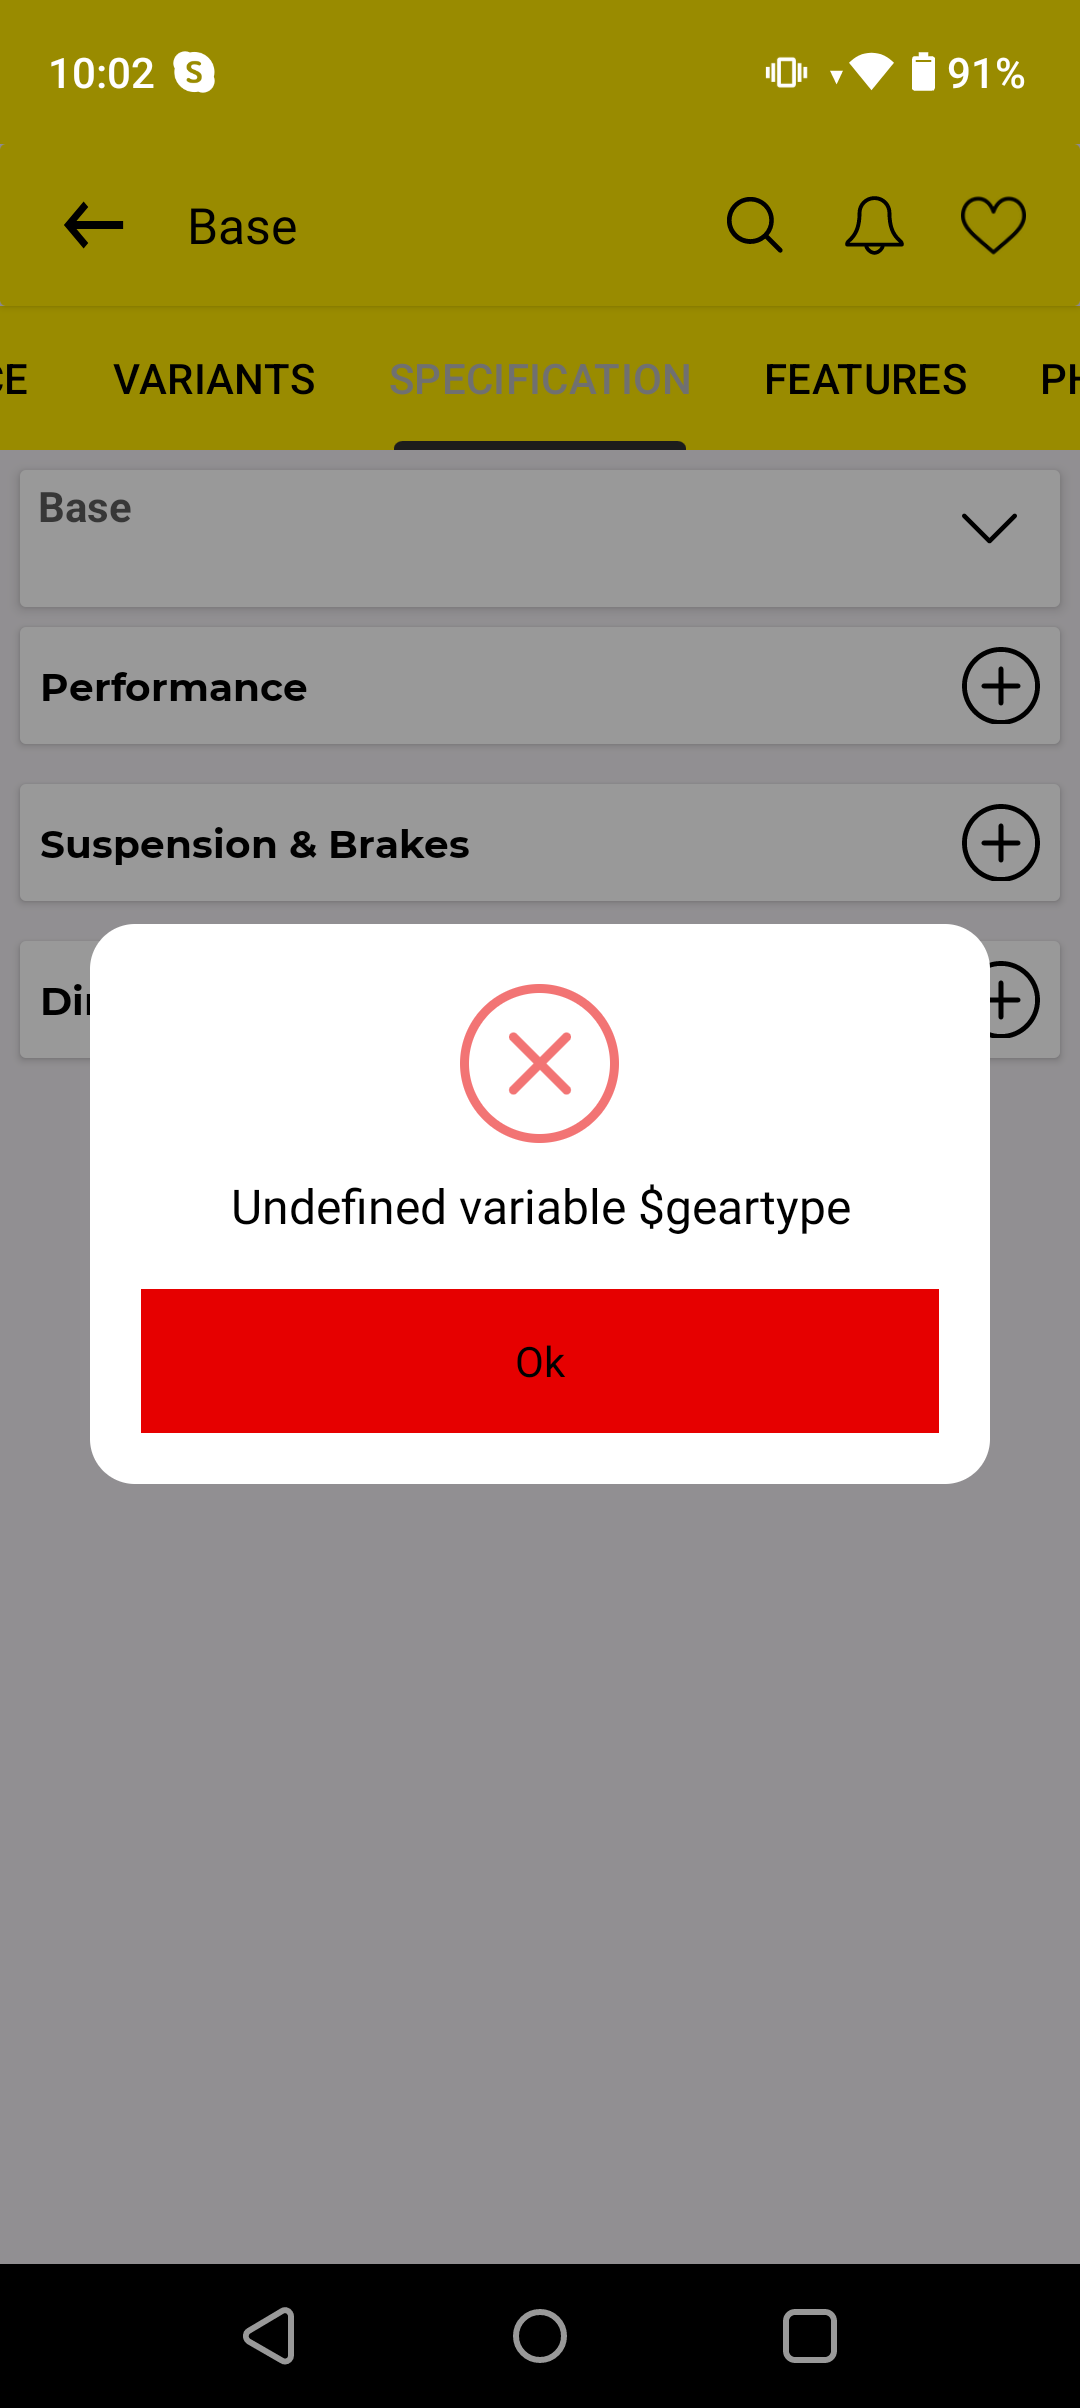 10:02 S 91%
Base
CE VARIANTS SPECIFICATION FEATURES PH
Base
Performance
Suspension & Brakes
Di
Undefined variable $geartype
Ok